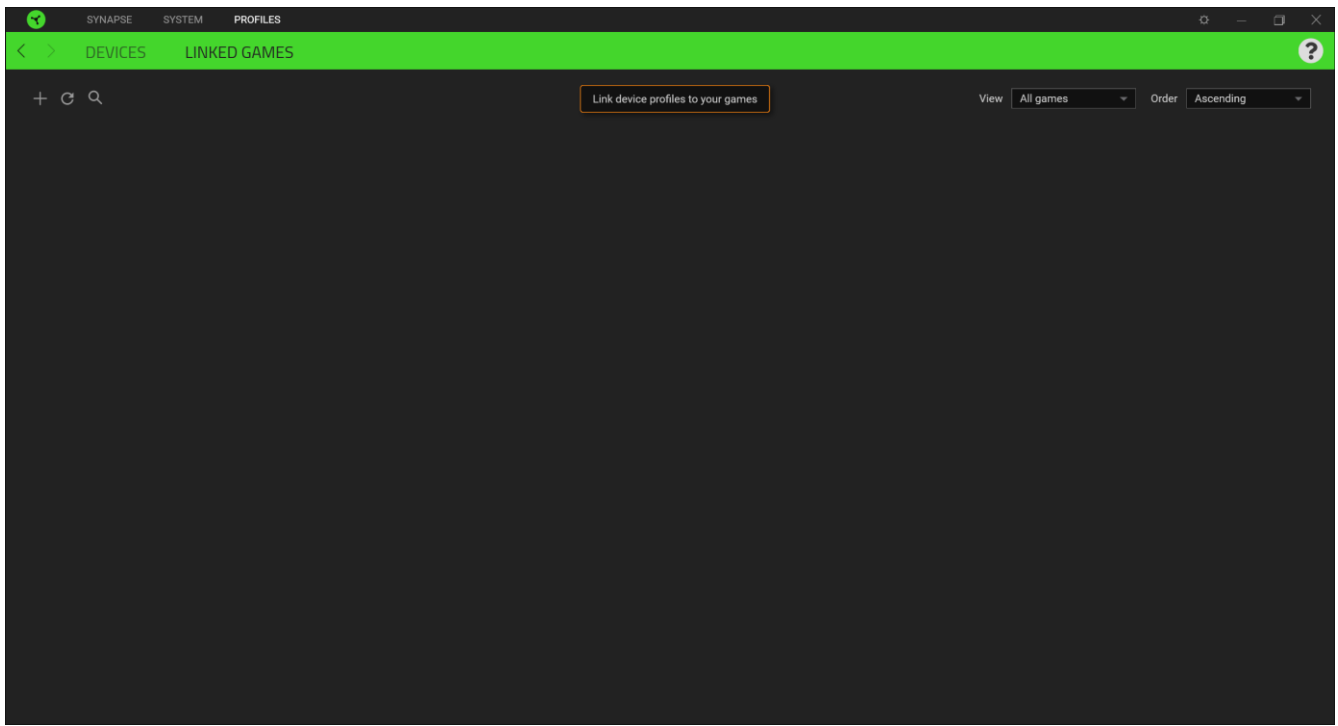 SYNAPSE SYSTEM PROFILES
DEVICES LINKED GAMES ?
Link device profiles to your games View All games Order Ascending